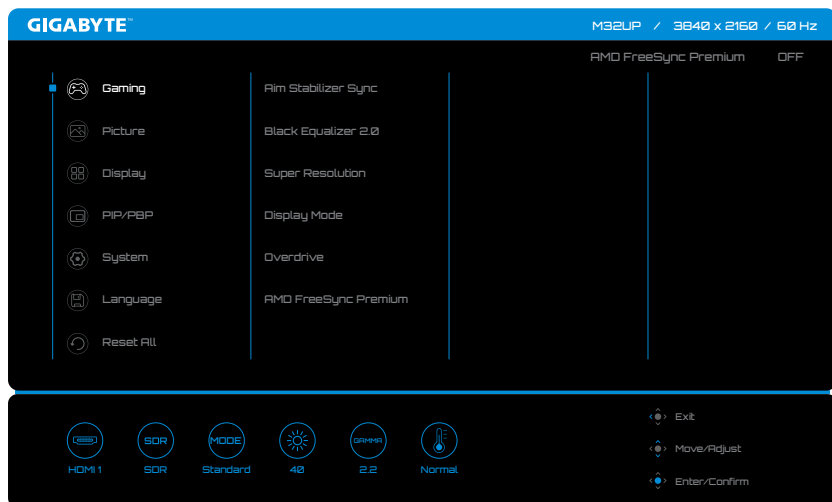 GIGABYTE™
M32UP / 3840 x 2160 / 60 Hz
AMD FreeSync Premium OFF
Gaming
Aim Stabilizer Sync
Picture
Black Equalizer 2.0
Display
Super Resolution
PIP/PBP
Display Mode
System
Overdrive
Language
AMD FreeSync Premium
Reset All
Exit
SDR MODE GAMMA
Move/Adjust
HDMI 1 SDR Standard 40 2.2 Normal
Enter/Confirm